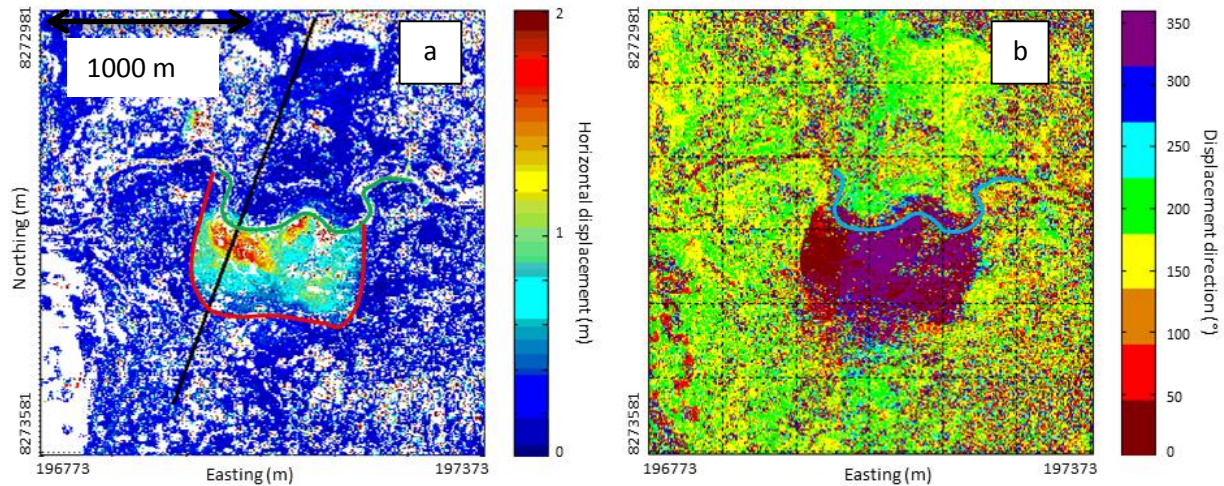 8272981
1000 m
a
2
1
0
Horizontal displacement (m)
Northing (m)
8273581
196773
Easting (m)
197373
8272981
b
350
300
250
200
150
100
50
0
Displacement direction (°)
8273581
196773
Easting (m)
197373